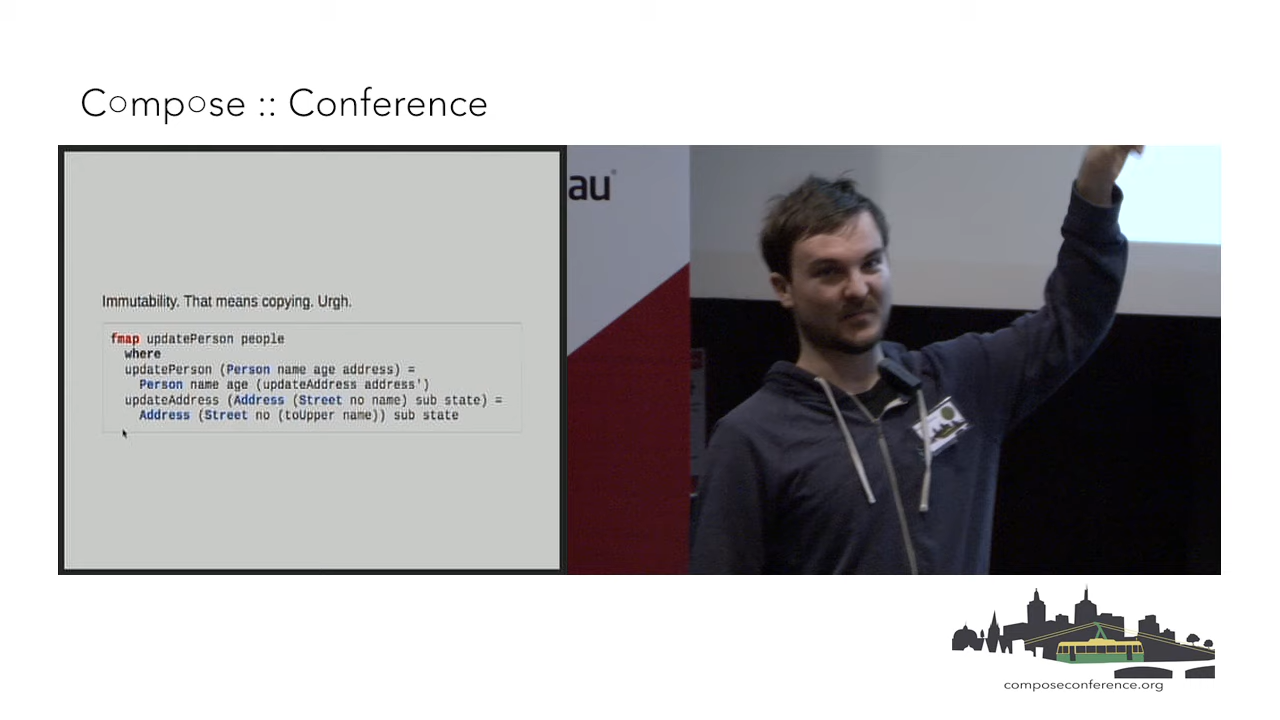 Compose :: Conference
au
Immutability. That means copying. Urgh.
fmap updatePerson people
where
updatePerson (Person name age address) =
Person name age (updateAddress address')
updateAddress (Address (Street no name) sub state) =
Address (Street no (toUpper name)) sub state
composeconference.org